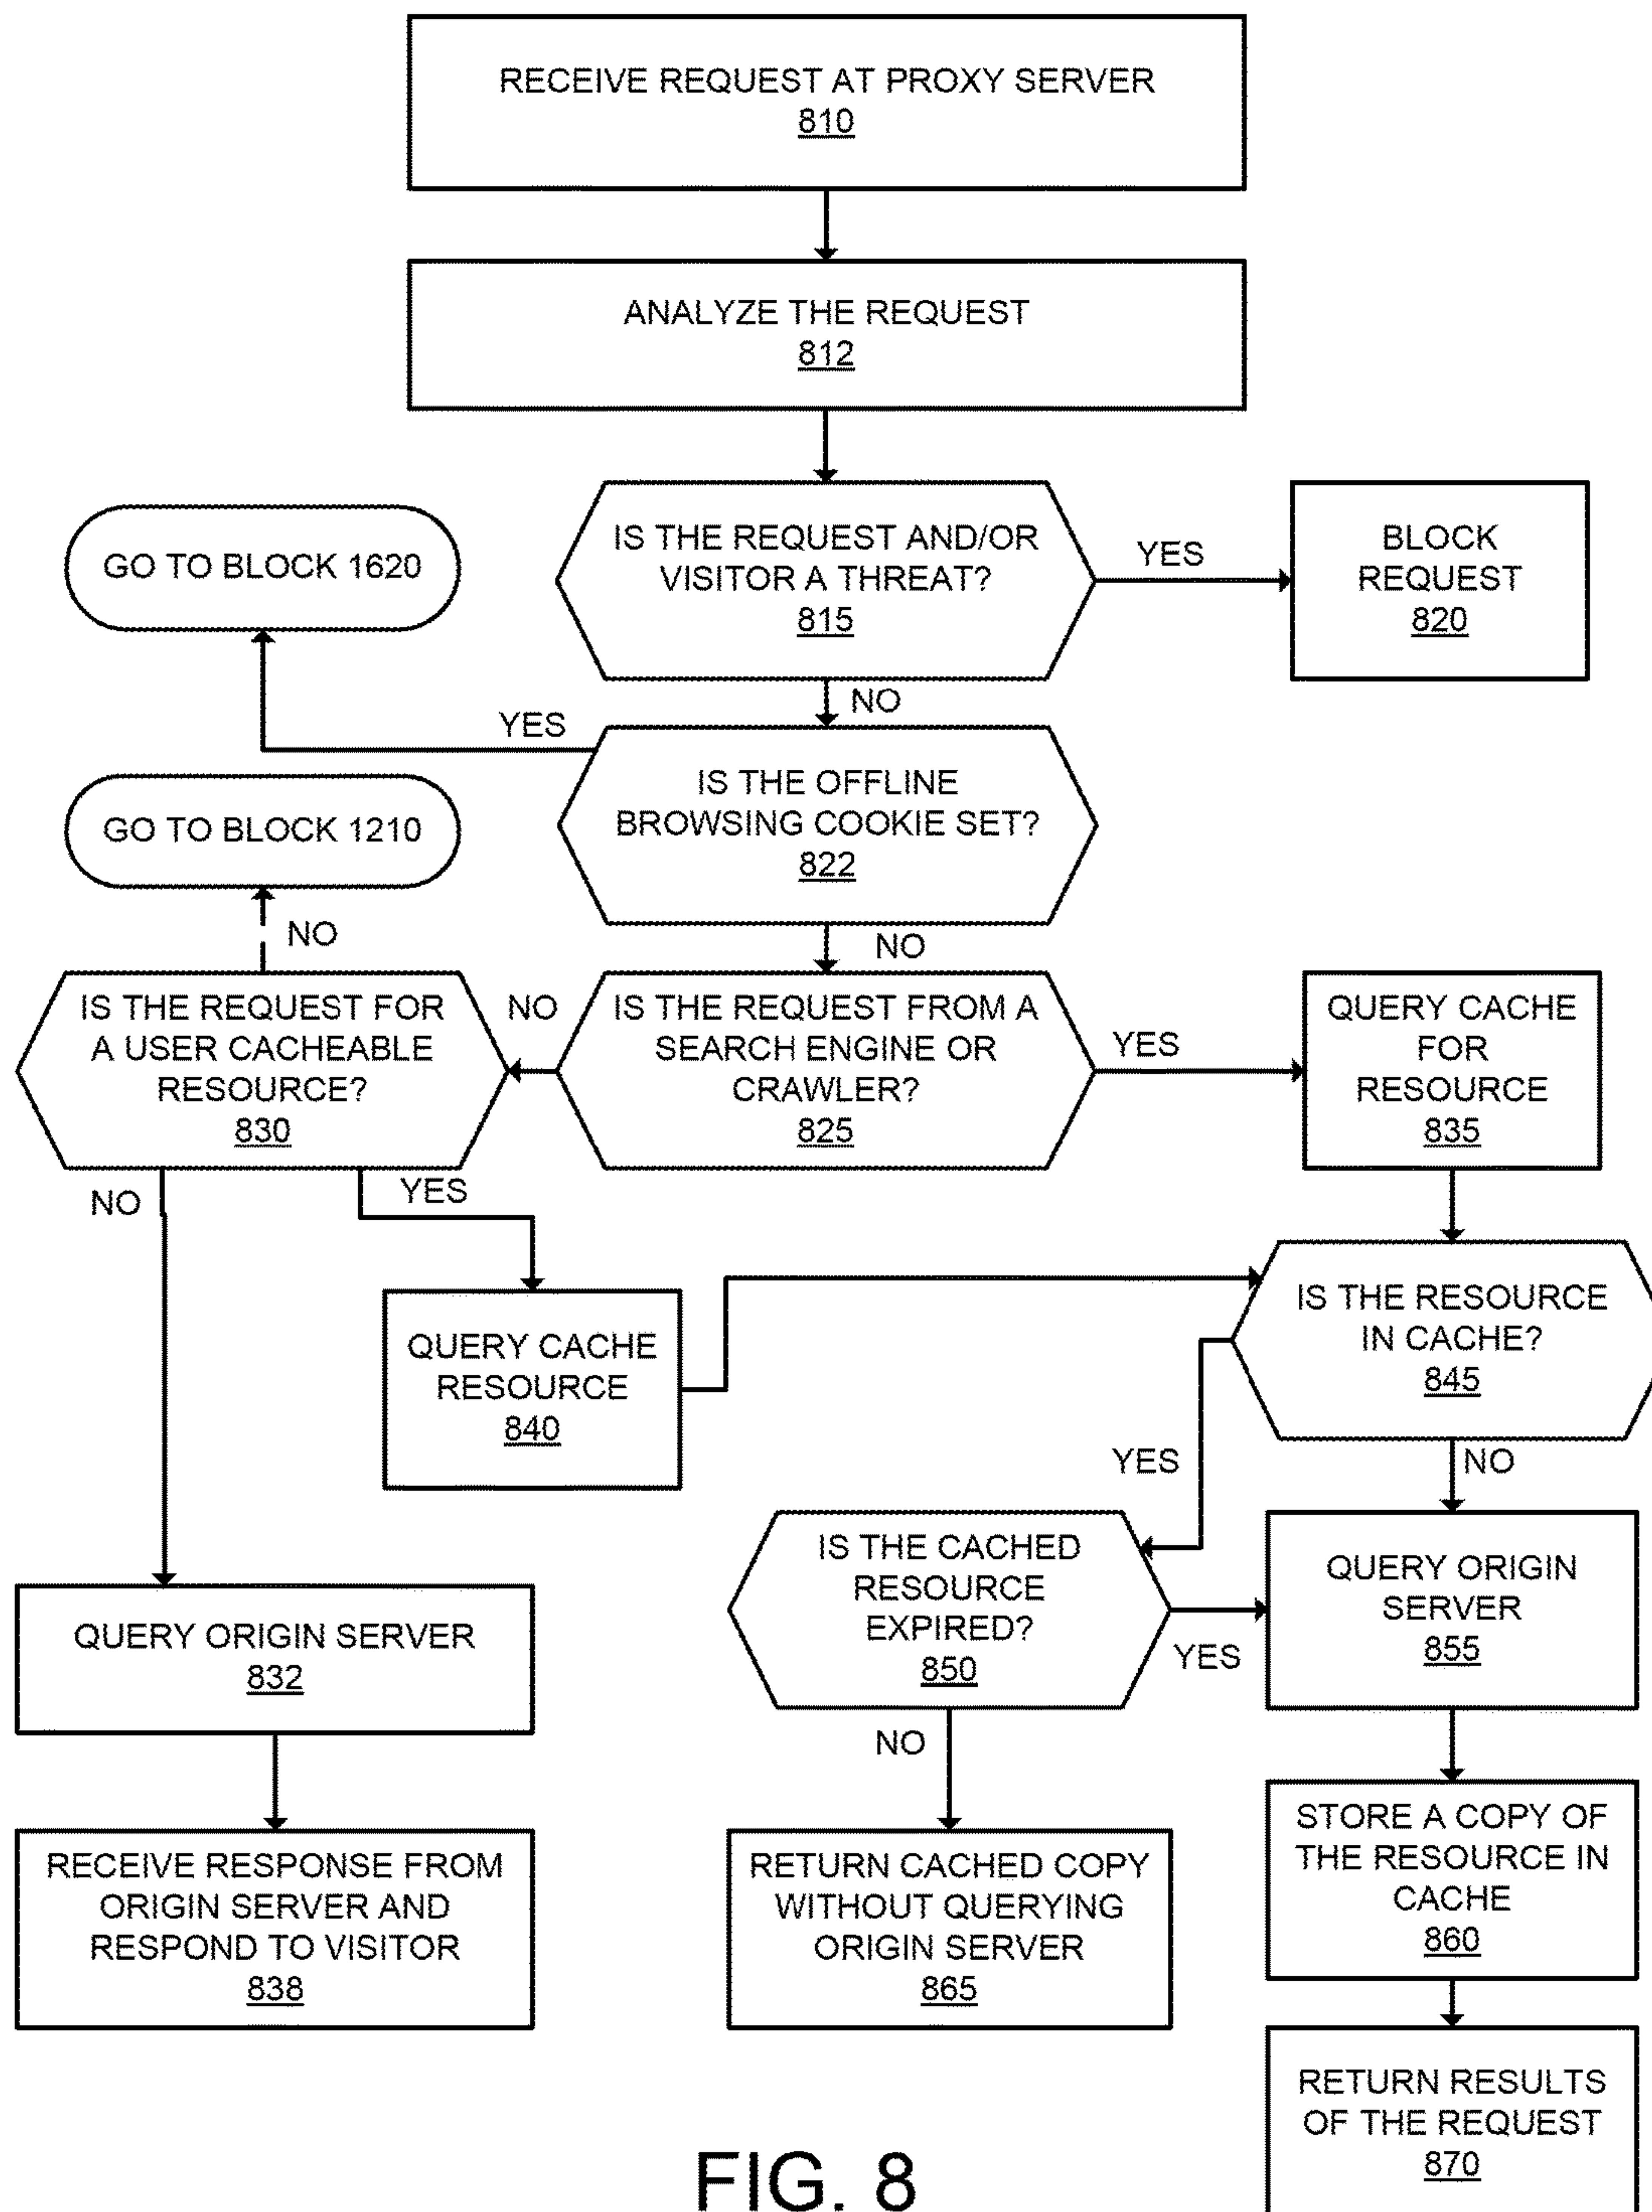 RECEIVE REQUEST AT PROXY SERVER
810
ANALYZE THE REQUEST
812
IS THE REQUEST AND/OR
VISITOR A THREAT?
815
YES
BLOCK
REQUEST
820
GO TO BLOCK 1620
NO
YES
IS THE OFFLINE
BROWSING COOKIE SET?
822
GO TO BLOCK 1210
NO
NO
IS THE REQUEST FOR
A USER CACHEABLE
RESOURCE?
830
NO
IS THE REQUEST FROM A
SEARCH ENGINE OR
CRAWLER?
825
YES
QUERY CACHE
FOR
RESOURCE
835
NO
YES
QUERY CACHE
RESOURCE
840
IS THE RESOURCE
IN CACHE?
845
YES
NO
IS THE CACHED
RESOURCE
EXPIRED?
850
YES
QUERY ORIGIN
SERVER
855
QUERY ORIGIN SERVER
832
NO
RECEIVE RESPONSE FROM
ORIGIN SERVER AND
RESPOND TO VISITOR
838
RETURN CACHED COPY
WITHOUT QUERYING
ORIGIN SERVER
865
STORE A COPY OF
THE RESOURCE IN
CACHE
860
RETURN RESULTS
OF THE REQUEST
870
FIG. 8